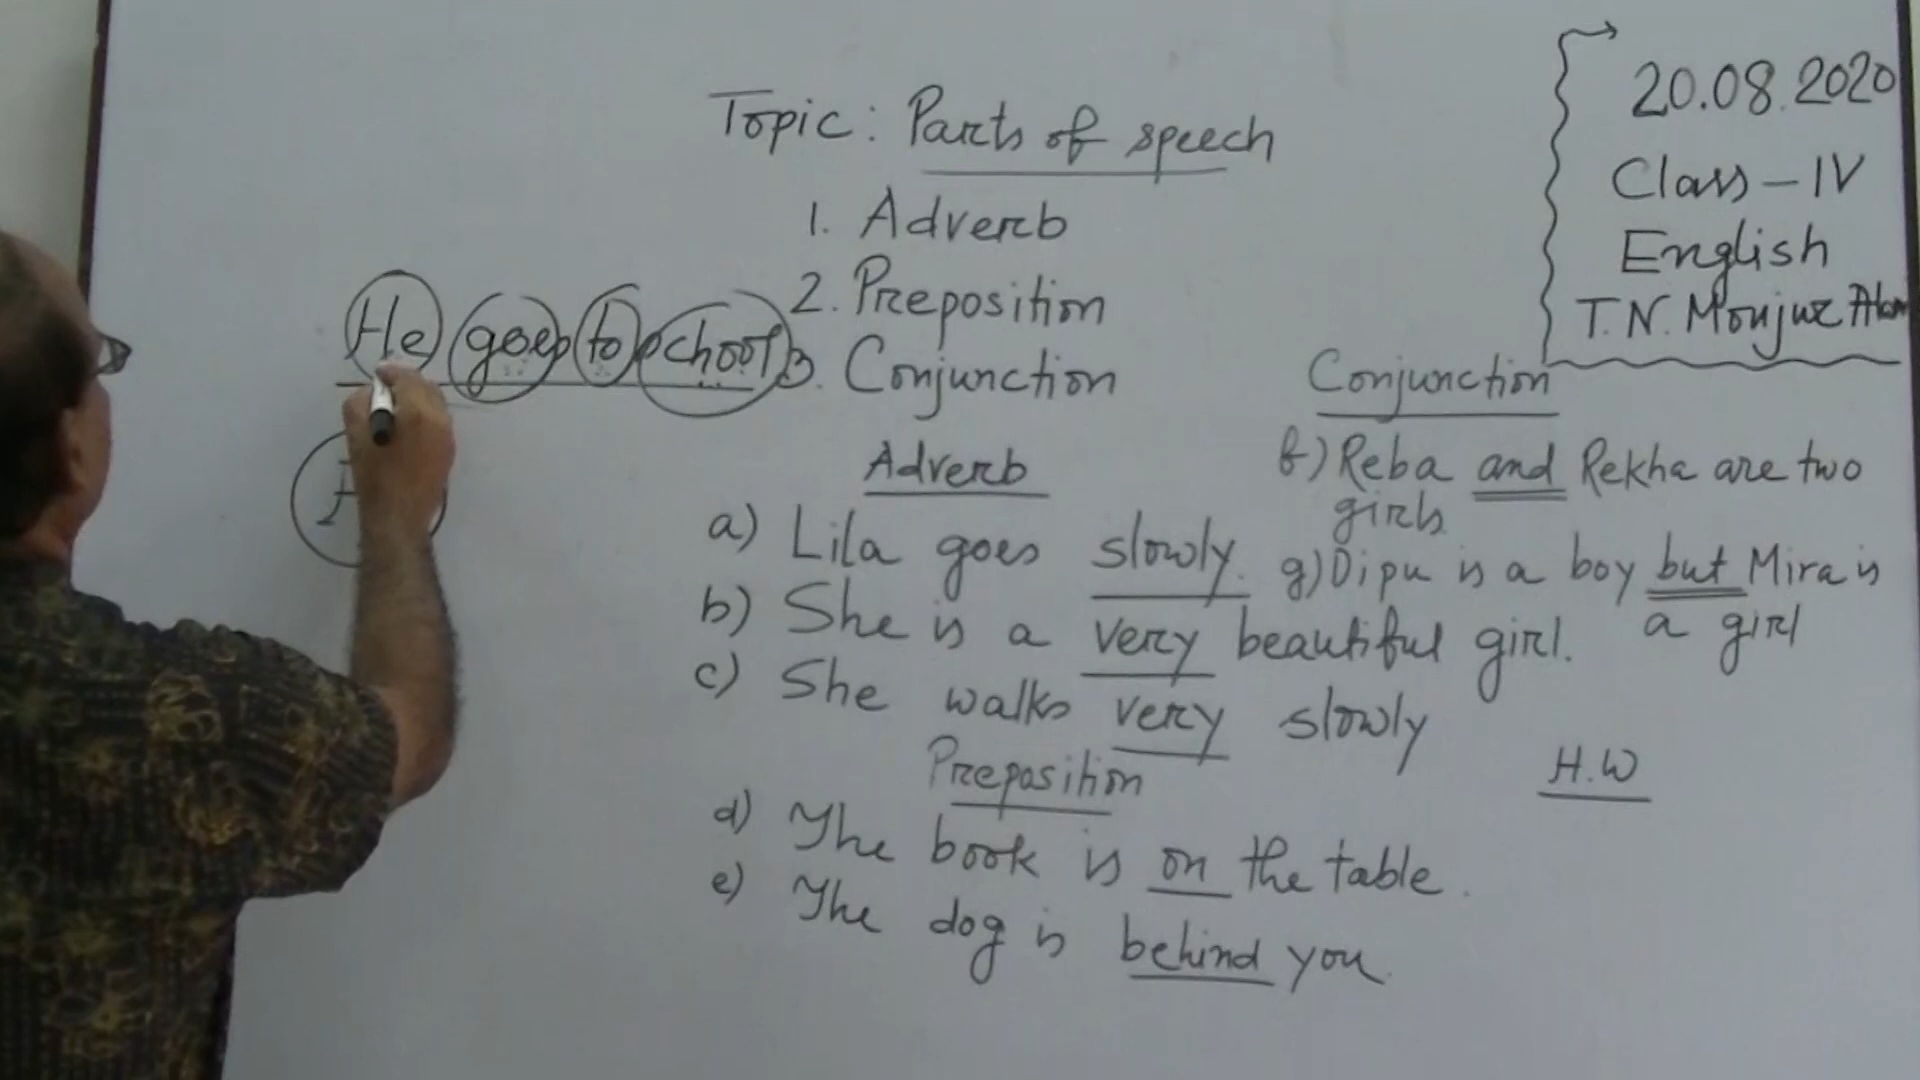 Topic: Parts of speech
1. Adverb
2. Preposition
3. Conjunction
He goes to school
20.08.2020
Class-IV
English
T.N. Monjur Alam
Adverb
a) Lila goes slowly.
b) She is a very beautiful girl.
c) She walks very slowly
Preposition
d) The book is on the table.
e) The dog is behind you.
Conjunction
f) Reba and Rekha are two
girls
g) Dipu is a boy but Mira is
a girl
H.W